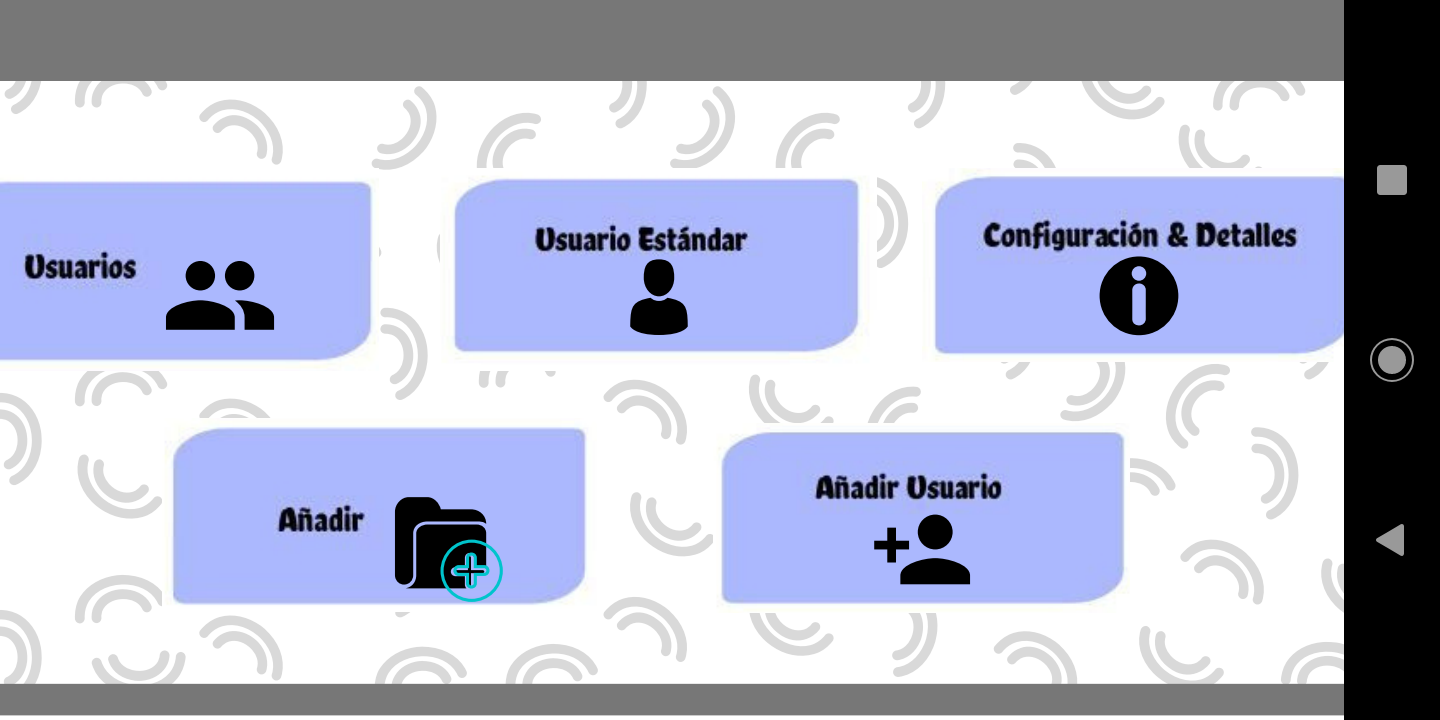 Usuarios
Usuario Estándar
Configuración & Detalles
Añadir
Añadir Usuario